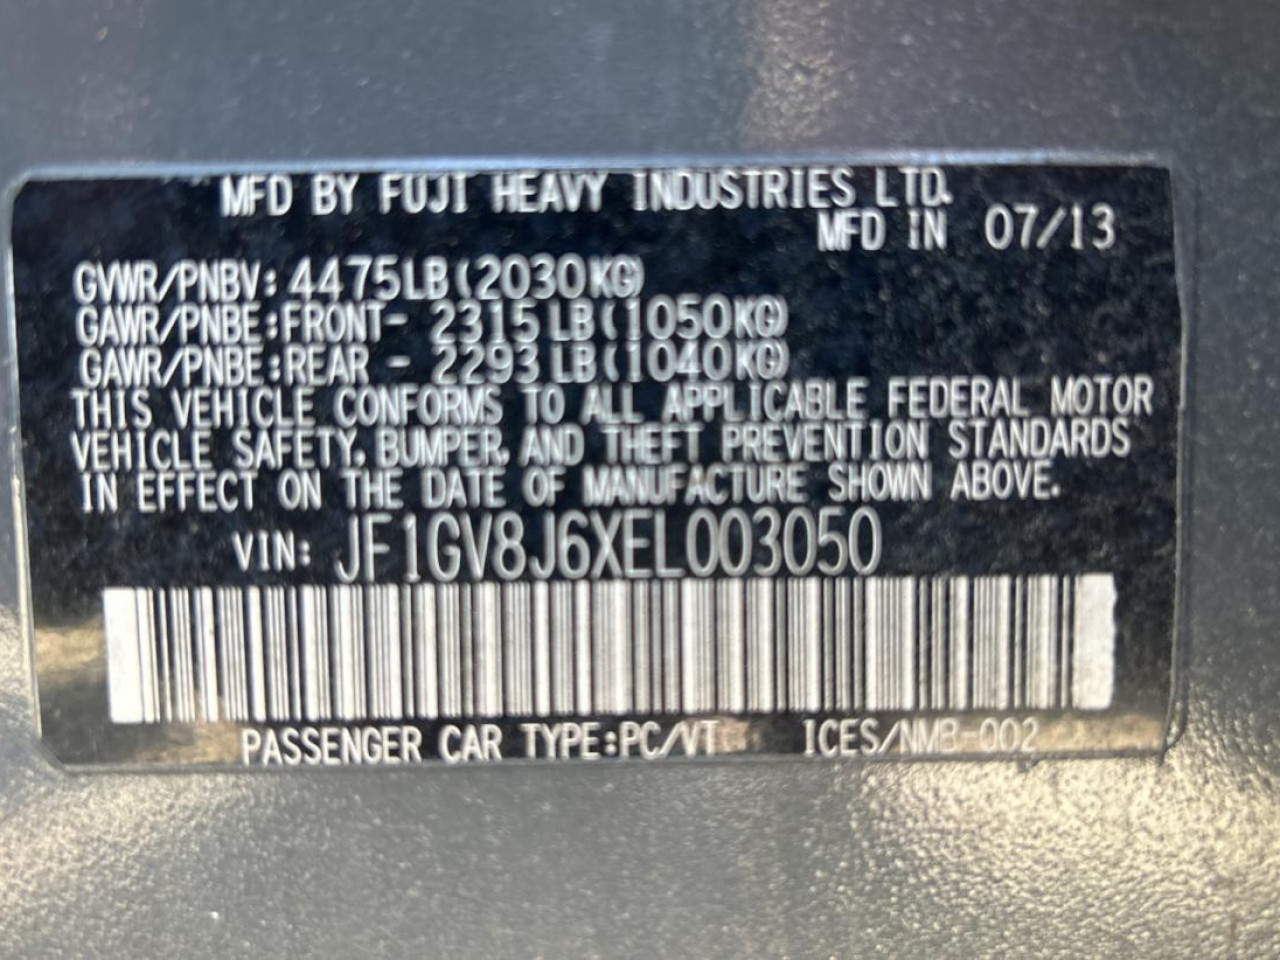 MFD BY FUJI HEAVY INDUSTRIES LTD.
MFD IN 07/13
GVWR/PNBV: 4475LB(2030KG)
GAWR/PNBE:FRONT- 2315LB(1050KG)
GAWR/PNBE:REAR - 2293LB(1040KG)
THIS VEHICLE CONFORMS TO ALL APPLICABLE FEDERAL MOTOR
VEHICLE SAFETY, BUMPER, AND THEFT PREVENTION STANDARDS
IN EFFECT ON THE DATE OF MANUFACTURE SHOWN ABOVE.
VIN: JF1GV8J6XEL003050
PASSENGER CAR TYPE:PC/VT ICES/NMB-002